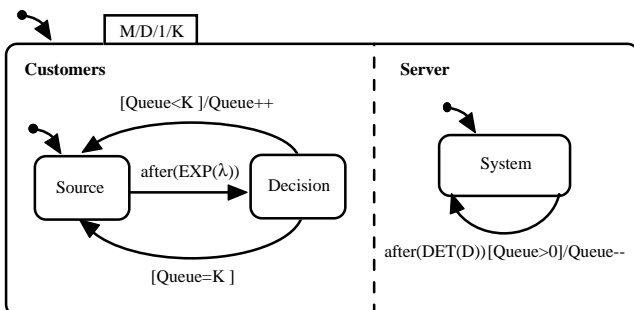 M/D/1/K
Customers
Server
[Queue<K ]/Queue++
System
after(EXP(λ))
Source
Decision
after(DET(D))[Queue>0]/Queue--
[Queue=K ]